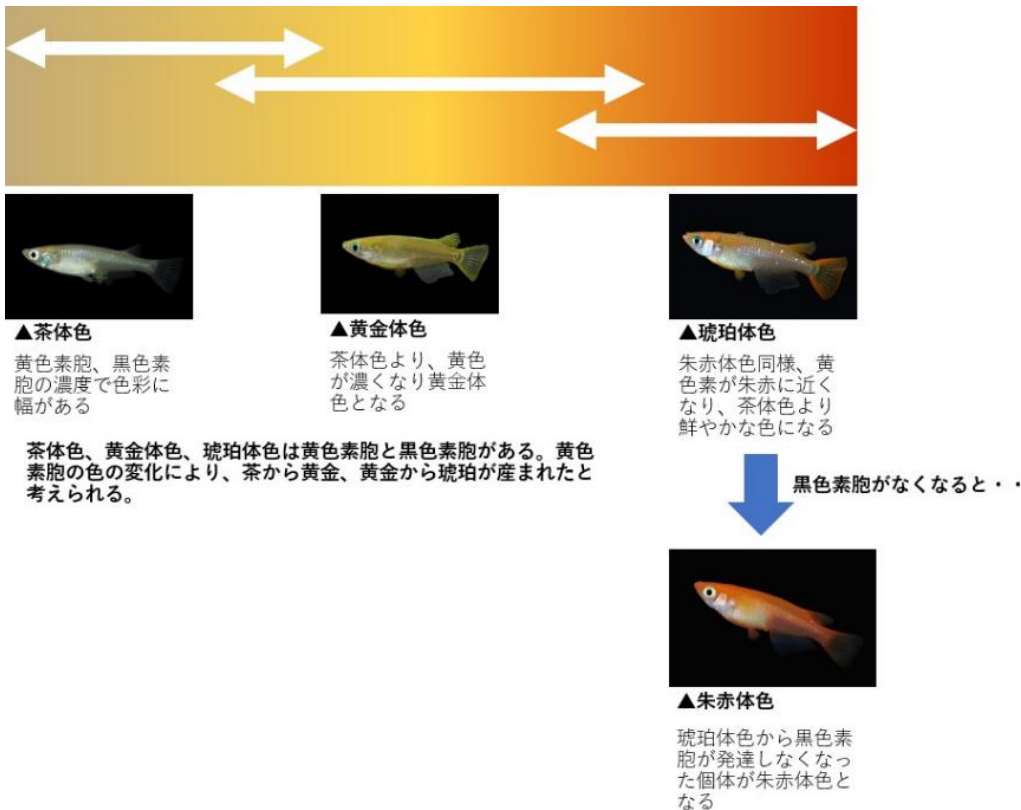 ▲茶体色
黄色素胞、黒色素
胞の濃度で色彩に
幅がある
▲黄金体色
茶体色より、黄色
が濃くなり黄金体
色となる
▲琥珀体色
朱赤体色同様、黄
色素が朱赤に近く
なり、茶体色より
鮮やかな色になる
茶体色、黄金体色、琥珀体色は黄色素胞と黒色素胞がある。黄色
素胞の色の変化により、茶から黄金、黄金から琥珀が産まれたと
考えられる。
黒色素胞がなくなると・・
▲朱赤体色
琥珀体色から黒色素
胞が発達しなくなっ
た個体が朱赤体色と
なる